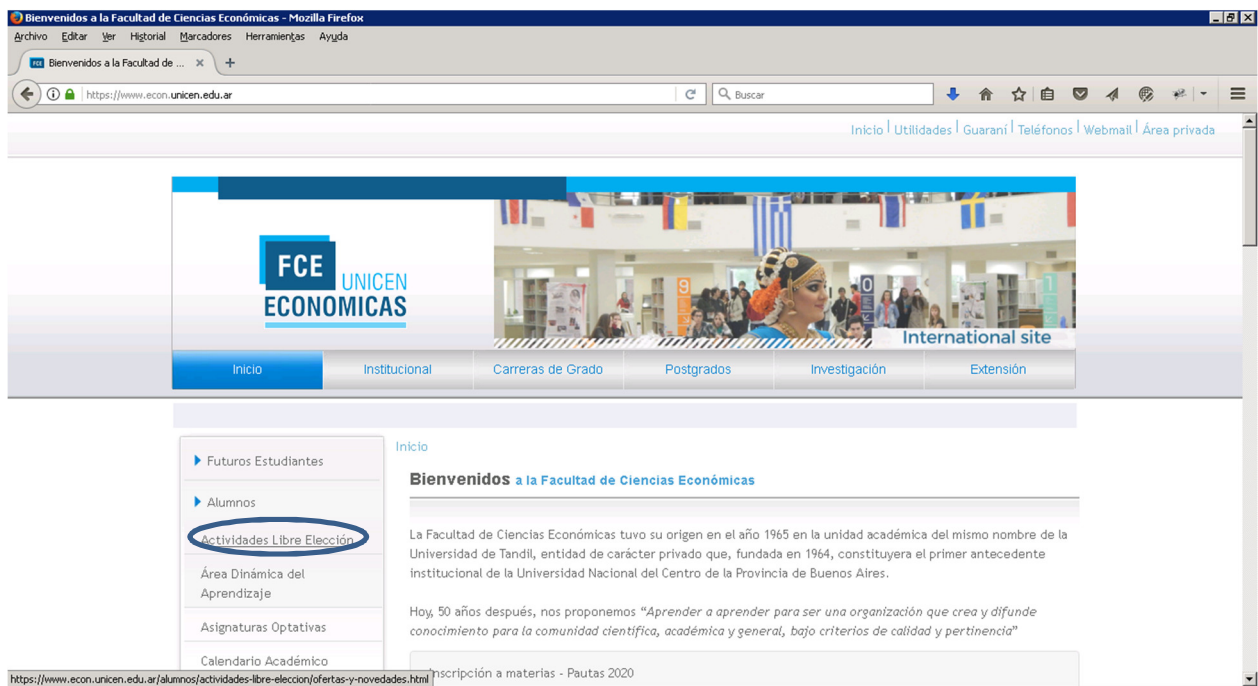 Bienvenidos a la Facultad de Ciencias Económicas - Mozilla Firefox
Archivo Editar Ver Historial Marcadores Herramientas Ayuda
FCE Bienvenidos a la Facultad de ... × +
https://www.econ.unicen.edu.ar
Buscar
Inicio | Utilidades | Guaraní | Teléfonos | Webmail | Área privada
FCE UNICEN
ECONOMICAS
9
0
1
International site
Inicio Institucional Carreras de Grado Postgrados Investigación Extensión
Futuros Estudiantes
Alumnos
Actividades Libre Elección
Área Dinámica del
Aprendizaje
Asignaturas Optativas
Calendario Académico
Inicio
Bienvenidos a la Facultad de Ciencias Económicas
La Facultad de Ciencias Económicas tuvo su origen en el año 1965 en la unidad académica del mismo nombre de la
Universidad de Tandil, entidad de carácter privado que, fundada en 1964, constituyera el primer antecedente
institucional de la Universidad Nacional del Centro de la Provincia de Buenos Aires.
Hoy, 50 años después, nos proponemos “Aprender a aprender para ser una organización que crea y difunde
conocimiento para la comunidad científica, académica y general, bajo criterios de calidad y pertinencia”
nscripción a materias - Pautas 2020
https://www.econ.unicen.edu.ar/alumnos/actividades-libre-eleccion/ofertas-y-novedades.html